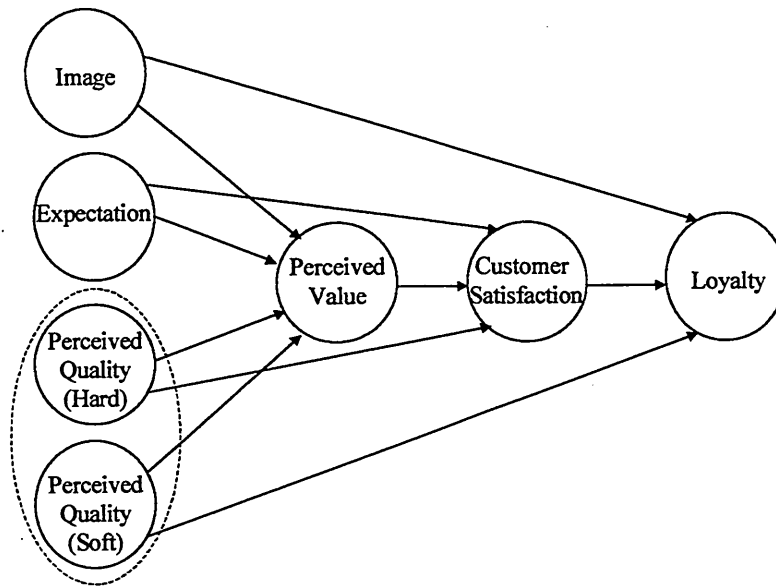 Image
Expectation
Perceived
Value
Customer
Satisfaction
Loyalty
Perceived
Quality
(Hard)
Perceived
Quality
(Soft)